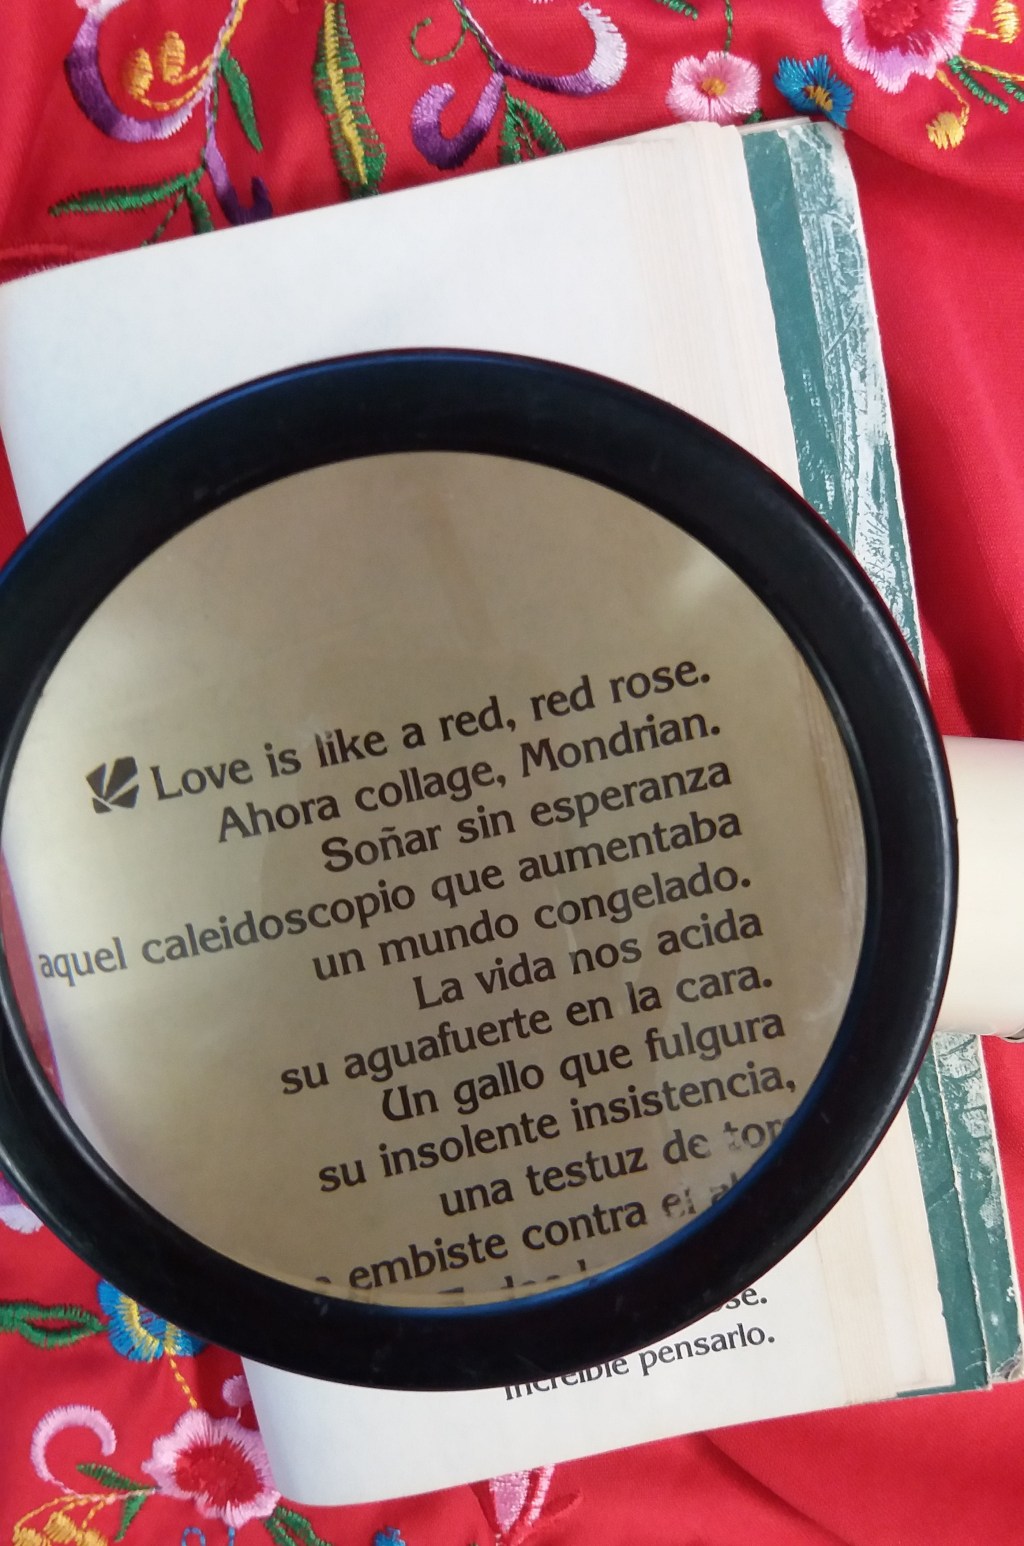 Love is like a red, red rose.
Ahora collage, Mondrian.
Soñar sin esperanza
aquel caleidoscopio que aumentaba
un mundo congelado.
La vida nos acida
su aguafuerte en la cara.
Un gallo que fulgura
su insolente insistencia,
una testuz de
embiste contra
increíble pensarlo.